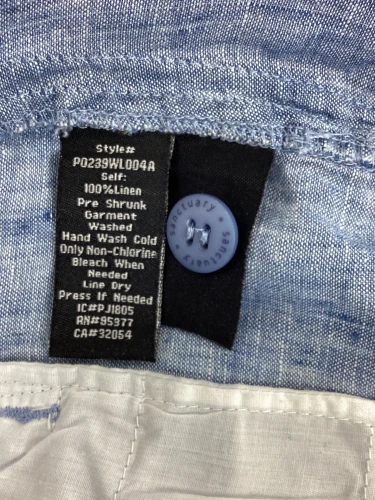 Style#
P0239WL004A
Self:
100%Linen
Pre Shrunk
Garment
Washed
Hand Wash Cold
Only Non-Chlorine
Bleach When
Needed
Line Dry
Press If Needed
IC#PJ1805
RN#95377
CA#32054
sanctuary • sanctuary •